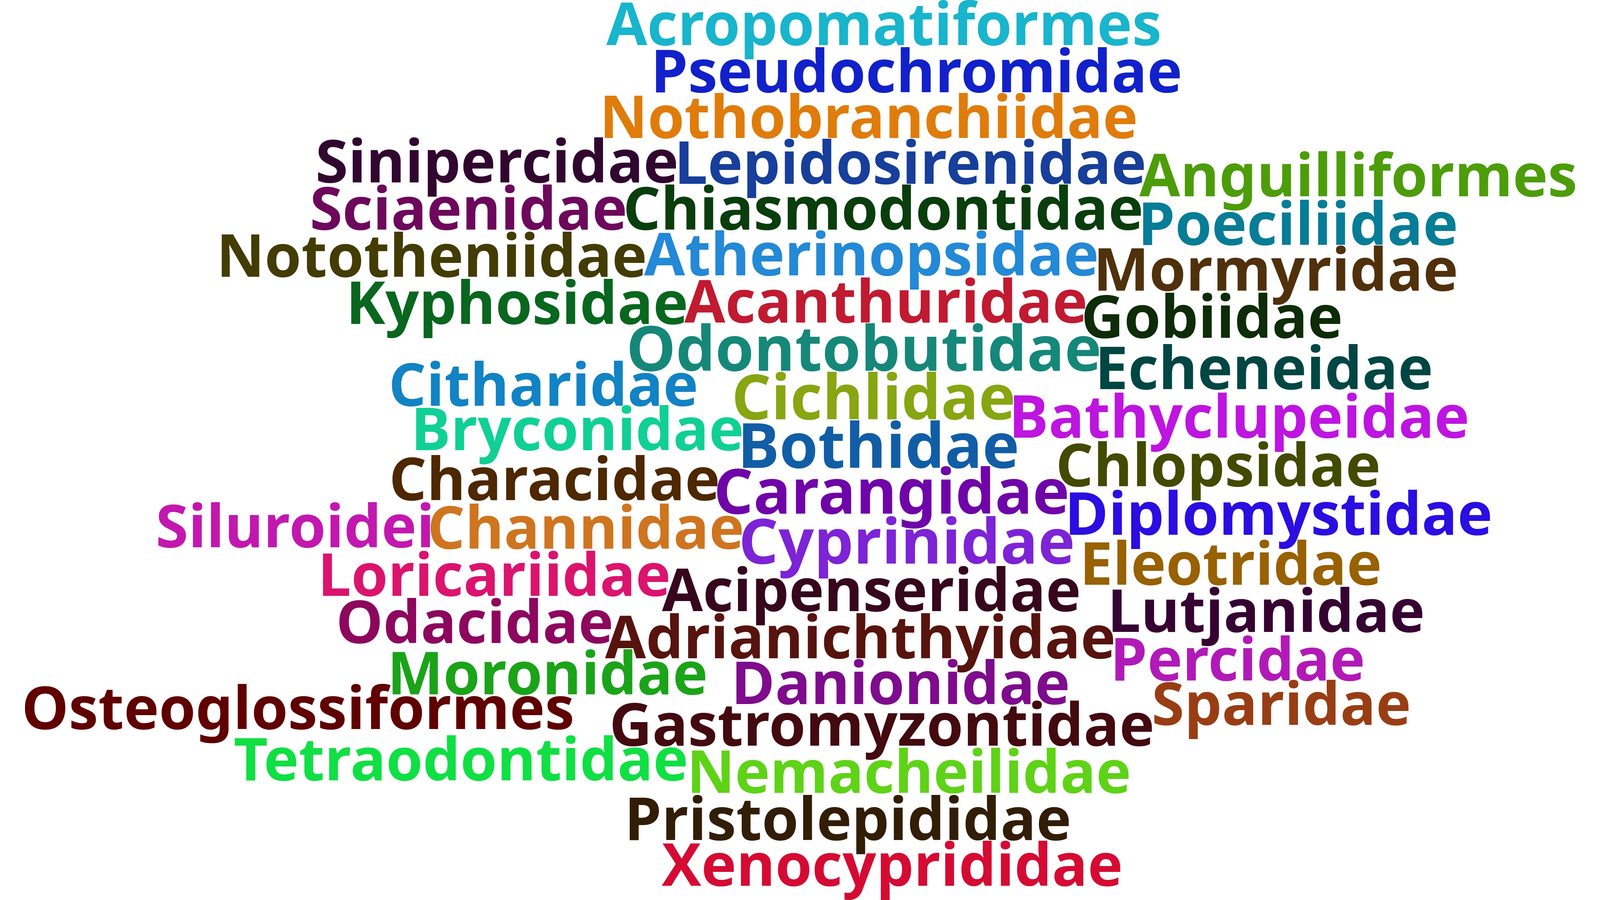 Acropomatiformes
Pseudochromidae
Nothobranchiidae
Sinipercidae Lepidosirenidae Anguilliformes
Sciaenidae Chiasmodontidae Poeciliidae
Nototheniidae Atherinopsidae Mormyridae
Kyphosidae Acanthuridae Gobiidae
Odontobutidae Echeneidae
Citharidae Cichlidae Bathyclupeidae
Bryconidae Bothidae Chlopsidae
Characidae Carangidae Diplomystidae
Siluroidei Channidae Cyprinidae Eleotridae
Loricariidae Acipenseridae Lutjanidae
Odacidae Adrianichthyidae Percidae
Moronidae Danionidae Sparidae
Osteoglossiformes Gastromyzontidae
Tetraodontidae Nemacheilidae
Pristolepididae
Xenocyprididae